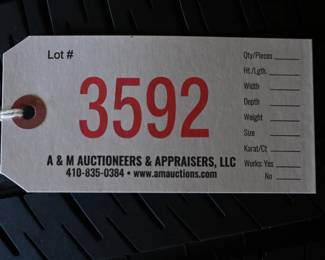 Lot #
3592
A & M AUCTIONEERS & APPRAISERS, LLC
410-835-0384 • www.amauctions.com
Qty/Pieces
Ht./Lgth.
Width
Depth
Weight
Size
Karat/Ct
Works: Yes
No